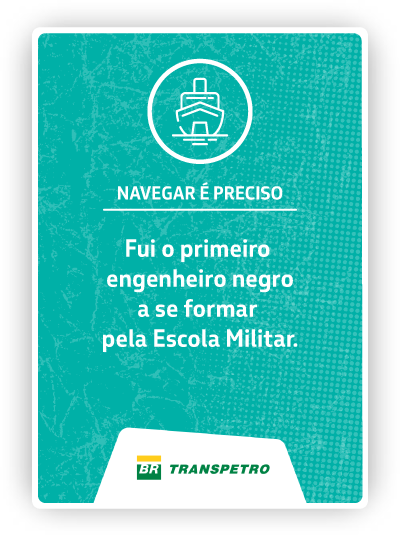 NAVEGAR É PRECISO
Fui o primeiro
engenheiro negro
a se formar
pela Escola Militar.
BR TRANSPETRO